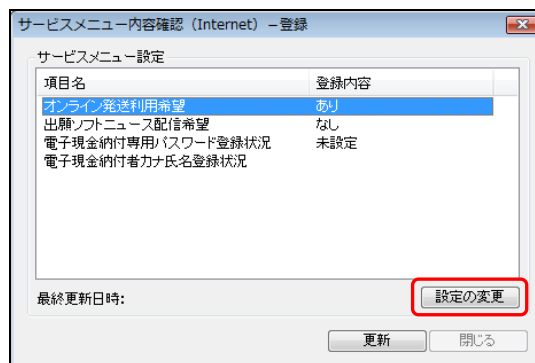 サービスメニュー内容確認（Internet）－登録
サービスメニュー設定
項目名 登録内容
オンライン発送利用希望 あり
出願ソフトニュース配信希望 なし
電子現金納付専用パスワード登録状況 未設定
電子現金納付者カナ氏名登録状況
最終更新日時: 設定の変更
更新 閉じる